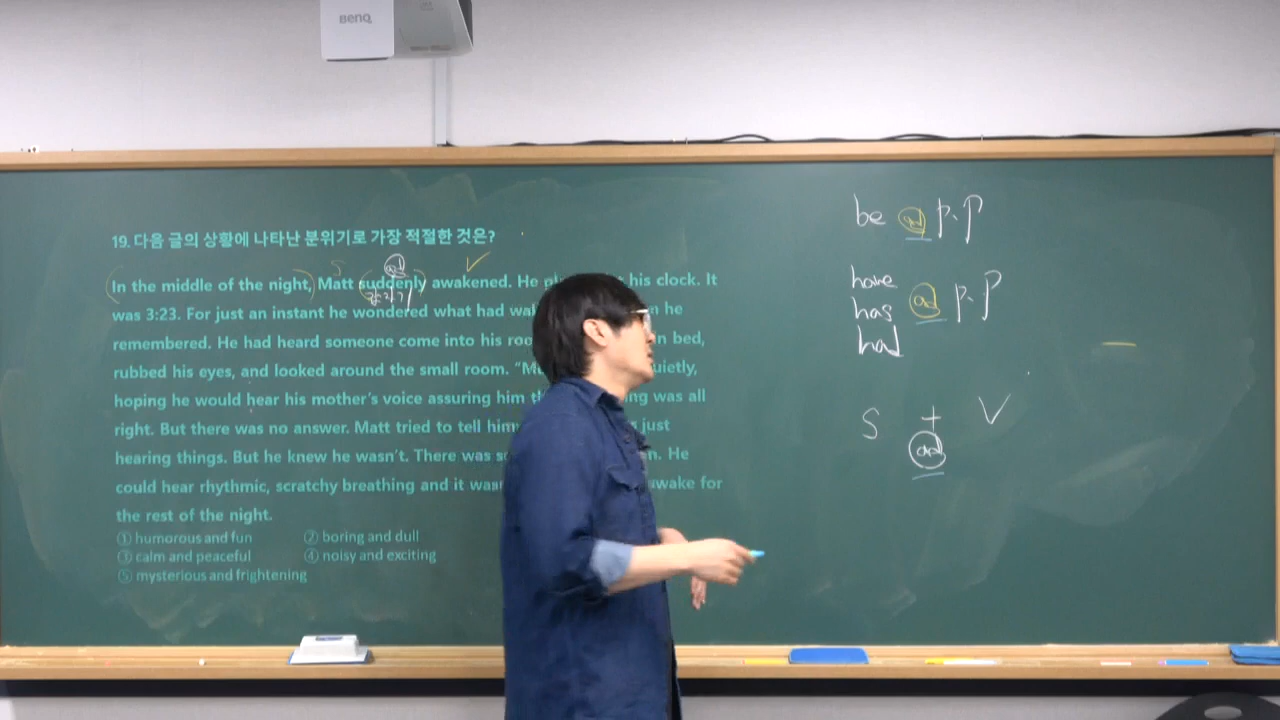 BenQ
19. 다음 글의 상황에 나타난 분위기로 가장 적절한 것은?
S ad V
(In the middle of the night,) Matt (suddenly) awakened. He his clock. It
갑자기
was 3:23. For just an instant he wondered what had he
remembered. He had heard someone come into his bed,
rubbed his eyes, and looked around the small room.
hoping he would hear his mother's voice assuring him was all
right. But there was no answer. Matt tried to tell just
hearing things. But he knew he wasn't. There was He
could hear rhythmic, scratchy breathing and it awake for
the rest of the night.
① humorous and fun ② boring and dull
③ calm and peaceful ④ noisy and exciting
⑤ mysterious and frightening
be ad p.p
have
has ad p.p
had
S + V
ad